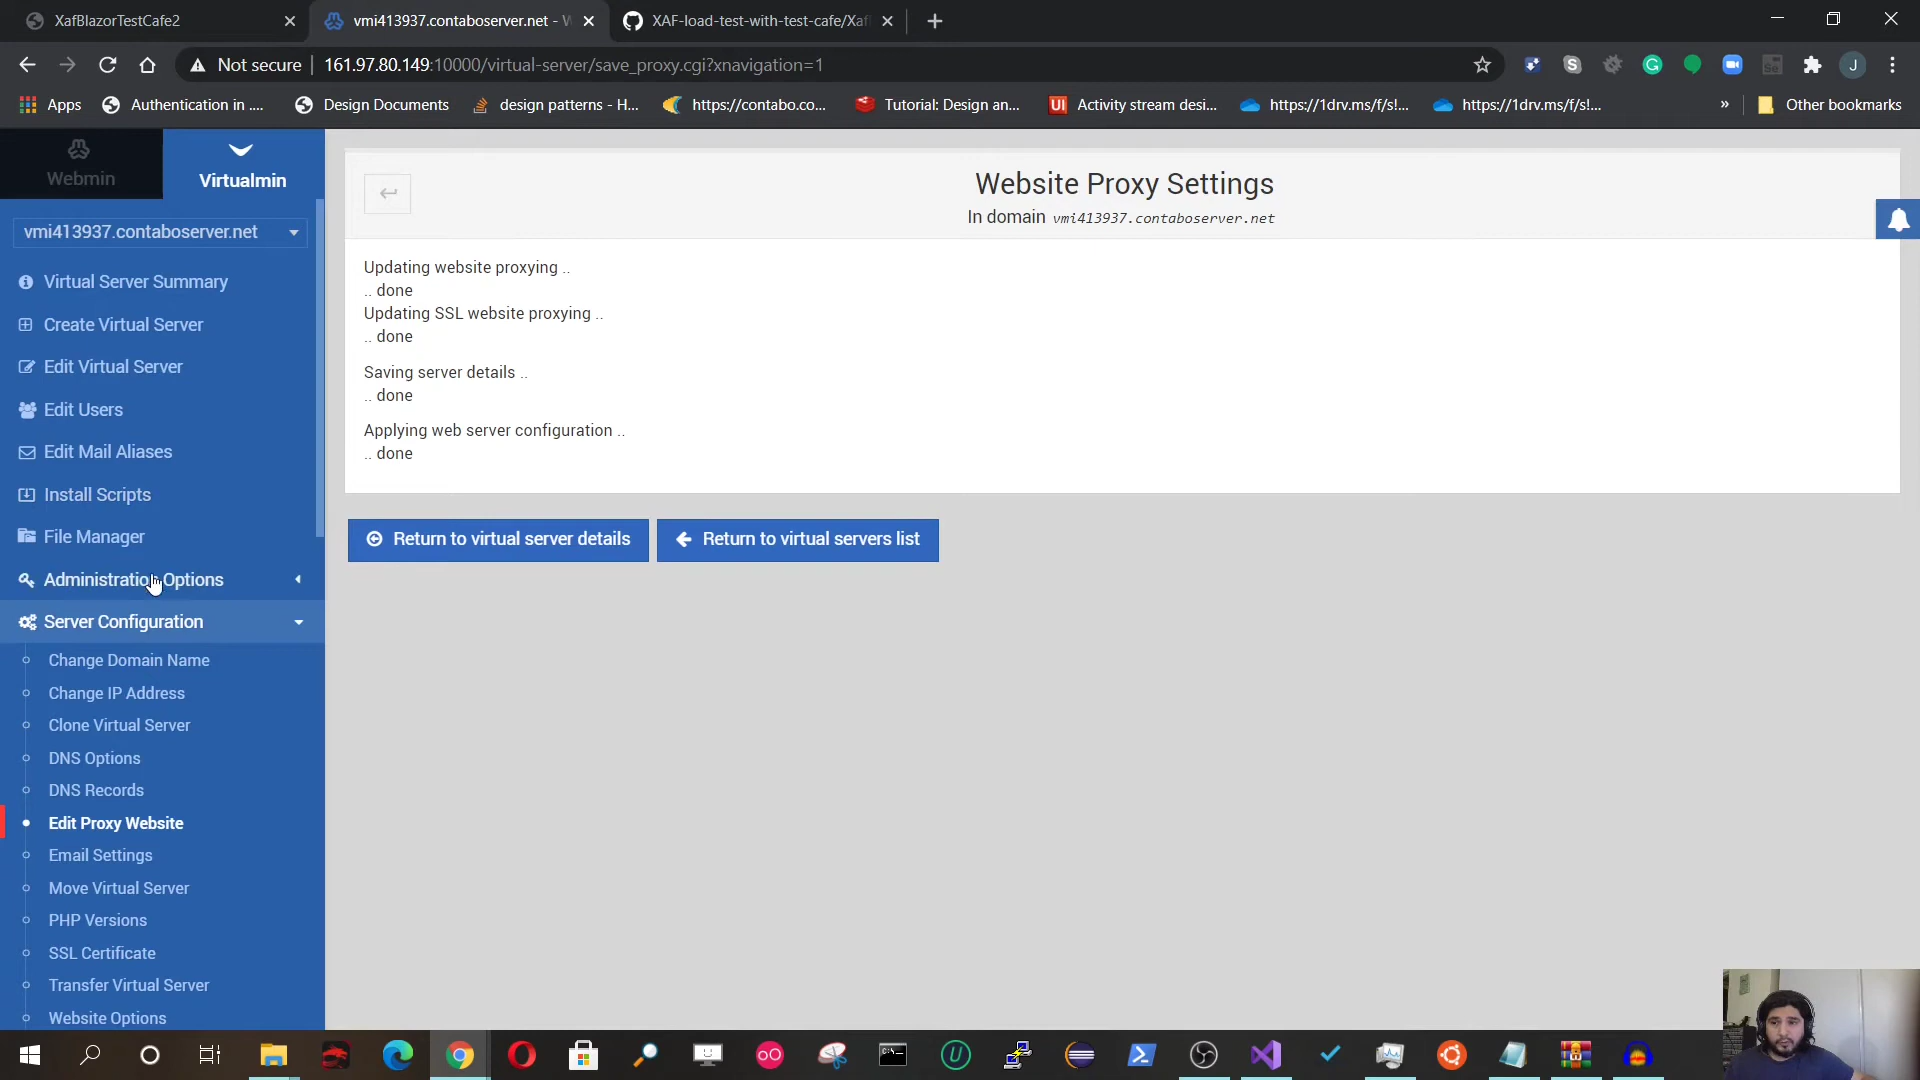 XafBlazorTestCafe2
vmi413937.contaboserver.net - W
XAF-load-test-with-test-cafe/Xaf
Not secure
161.97.80.149:10000/virtual-server/save_proxy.cgi?xnavigation=1
J
Apps
Authentication in ....
Design Documents
design patterns - H...
https://contabo.co...
Tutorial: Design an...
Activity stream desi...
https://1drv.ms/f/s!...
https://1drv.ms/f/s!...
»
Other bookmarks
Webmin
Virtualmin
vmi413937.contaboserver.net
Virtual Server Summary
Create Virtual Server
Edit Virtual Server
Edit Users
Edit Mail Aliases
Install Scripts
File Manager
Administration Options
Server Configuration
Change Domain Name
Change IP Address
Clone Virtual Server
DNS Options
DNS Records
Edit Proxy Website
Email Settings
Move Virtual Server
PHP Versions
SSL Certificate
Transfer Virtual Server
Website Options
Website Proxy Settings
In domain vmi413937.contaboserver.net
Updating website proxying ..
.. done
Updating SSL website proxying ..
.. done
Saving server details ..
.. done
Applying web server configuration ..
.. done
Return to virtual server details
Return to virtual servers list